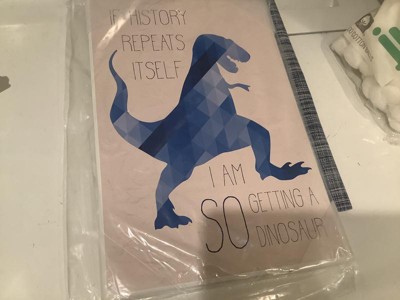 IF HISTORY
REPEATS
ITSELF
I AM
SO GETTING A
DINOSAUR